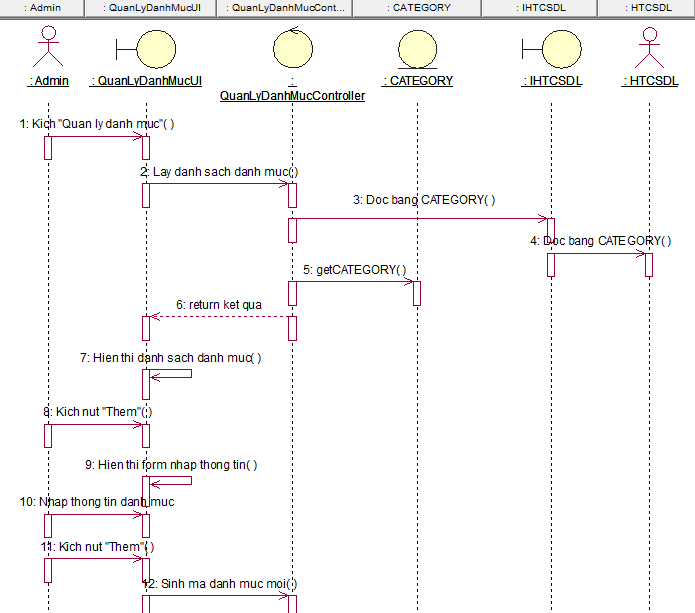 : Admin : QuanLyDanhMucUI : QuanLyDanhMucCont... : CATEGORY : IHTCSDL : HTCSDL
: Admin : QuanLyDanhMucUI : : CATEGORY : IHTCSDL : HTCSDL
QuanLyDanhMucController
1: Kich "Quan ly danh muc"( )
2: Lay danh sach danh muc( )
3: Doc bang CATEGORY( )
4: Doc bang CATEGORY( )
5: getCATEGORY( )
6: return ket qua
7: Hien thi danh sach danh muc( )
8: Kich nut "Them"( )
9: Hien thi form nhap thong tin( )
10: Nhap thong tin danh muc
11: Kich nut "Them"( )
12: Sinh ma danh muc moi( )